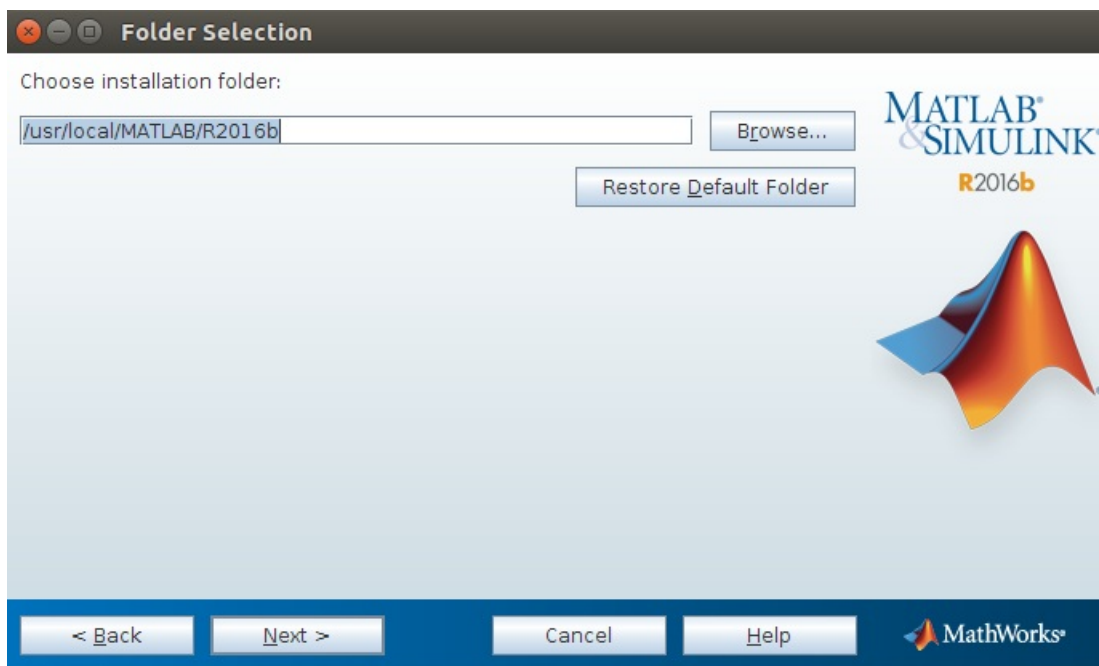 Folder Selection
Choose installation folder:
/usr/local/MATLAB/R2016b
Browse...
Restore Default Folder
MATLAB®
&SIMULINK®
R2016b
< Back
Next >
Cancel
Help
MathWorks®